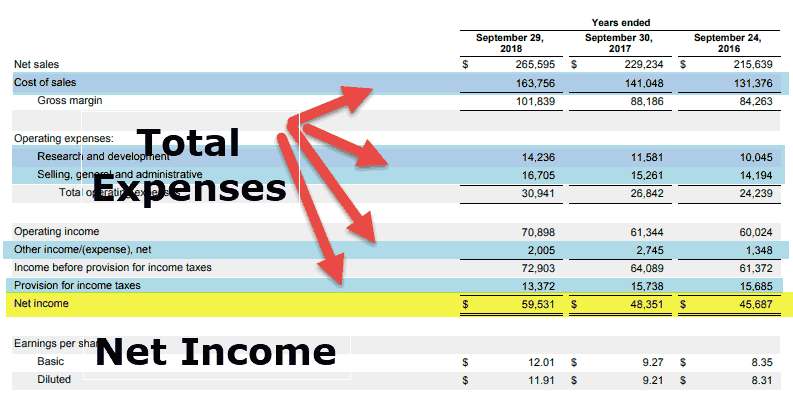 Years ended
September 29, 2018 September 30, 2017 September 24, 2016
Net sales $ 265,595 $ 229,234 $ 215,639
Cost of sales 163,756 141,048 131,376
Gross margin 101,839 88,186 84,263
Operating expenses:
Total
Research and development 14,236 11,581 10,045
Selling, general and administrative 16,705 15,261 14,194
Expenses
Total operating expenses 30,941 26,842 24,239
Operating income 70,898 61,344 60,024
Other income/(expense), net 2,005 2,745 1,348
Income before provision for income taxes 72,903 64,089 61,372
Provision for income taxes 13,372 15,738 15,685
Net income $ 59,531 $ 48,351 $ 45,687
Earnings per share:
Net Income
Basic $ 12.01 $ 9.27 $ 8.35
Diluted $ 11.91 $ 9.21 $ 8.31